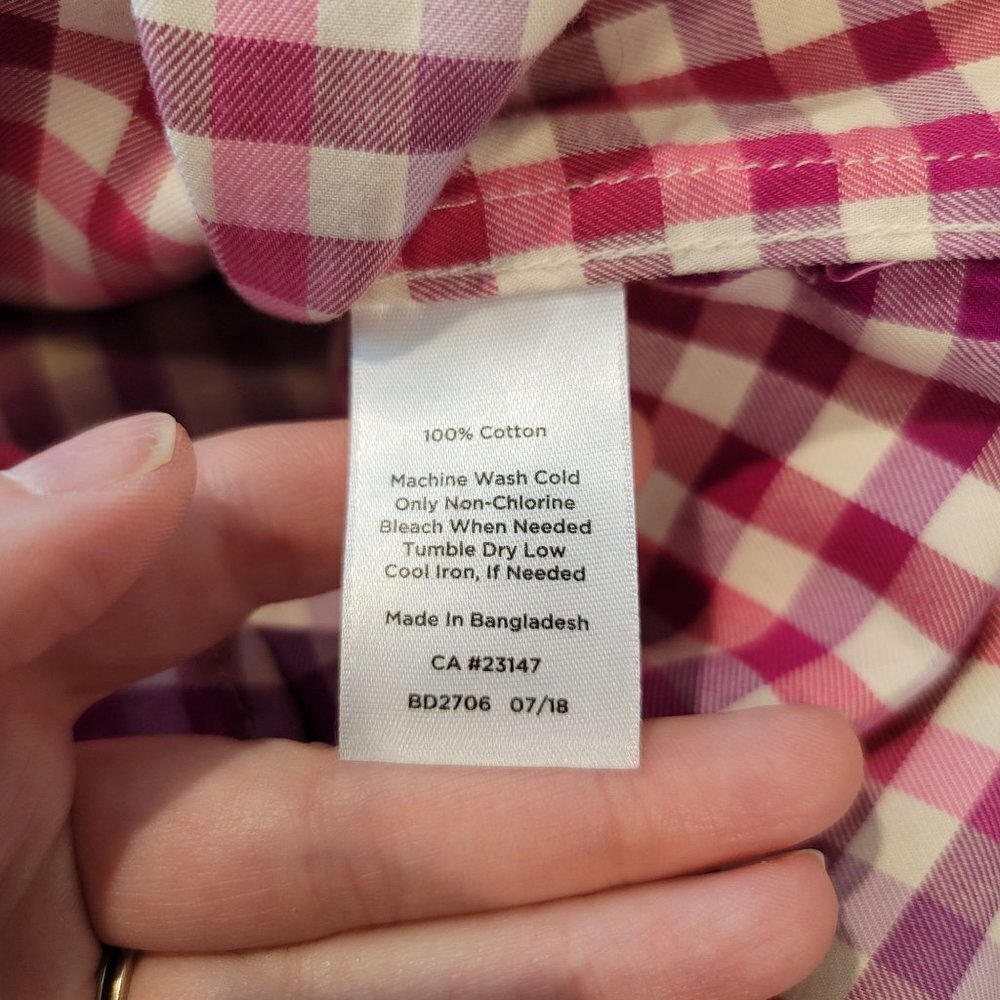 100% Cotton
Machine Wash Cold
Only Non-Chlorine
Bleach When Needed
Tumble Dry Low
Cool Iron, If Needed
Made In Bangladesh
CA #23147
BD2706 07/18